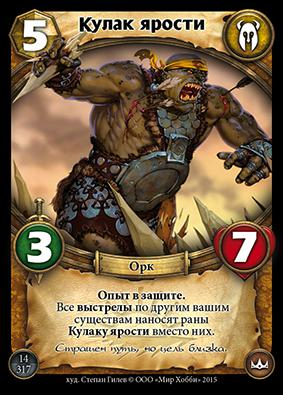 5
Кулак ярости
3
7
Орк
Опыт в защите.
Все выстрелы по другим вашим
существам наносят раны
Кулаку ярости вместо них.
Страшен путь, но цель близка.
14
317
худ. Степан Гилев © ООО «Мир Хобби» 2015